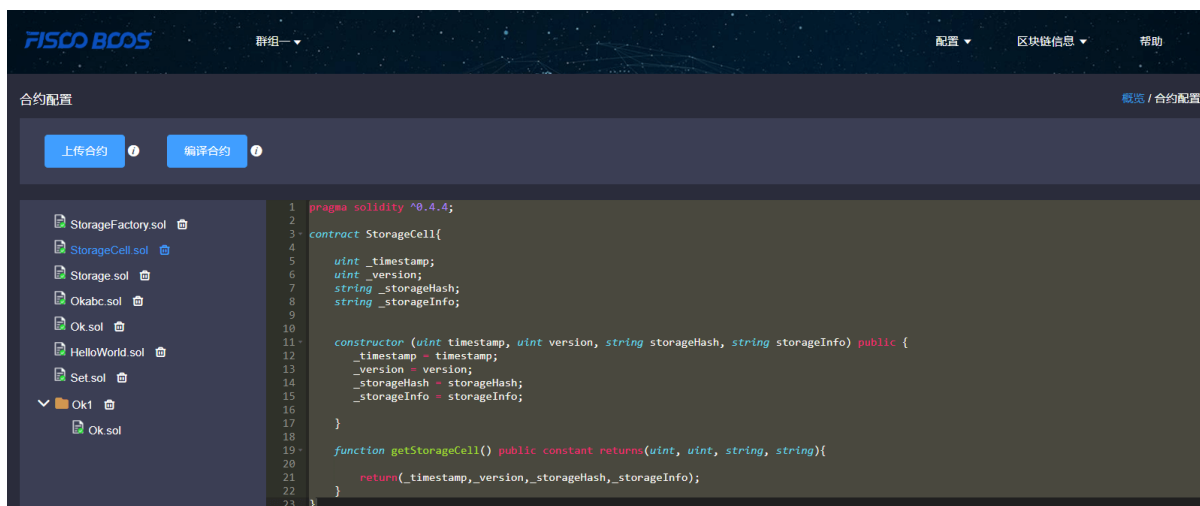 FISCO BCOS 群组一 配置 区块链信息 帮助
合约配置 概览 / 合约配置
上传合约 编译合约
StorageFactory.sol
StorageCell.sol
Storage.sol
Okabc.sol
Ok.sol
HelloWorld.sol
Set.sol
Ok1
Ok.sol
1 pragma solidity ^0.4.4;
2
3 contract StorageCell{
4
5 uint _timestamp;
6 uint _version;
7 string _storageHash;
8 string _storageInfo;
9
10
11 constructor (uint timestamp, uint version, string storageHash, string storageInfo) public {
12 _timestamp = timestamp;
13 _version = version;
14 _storageHash = storageHash;
15 _storageInfo = storageInfo;
16
17 }
18
19 function getStorageCell() public constant returns(uint, uint, string, string){
20
21 return(_timestamp,_version,_storageHash,_storageInfo);
22 }
23 }